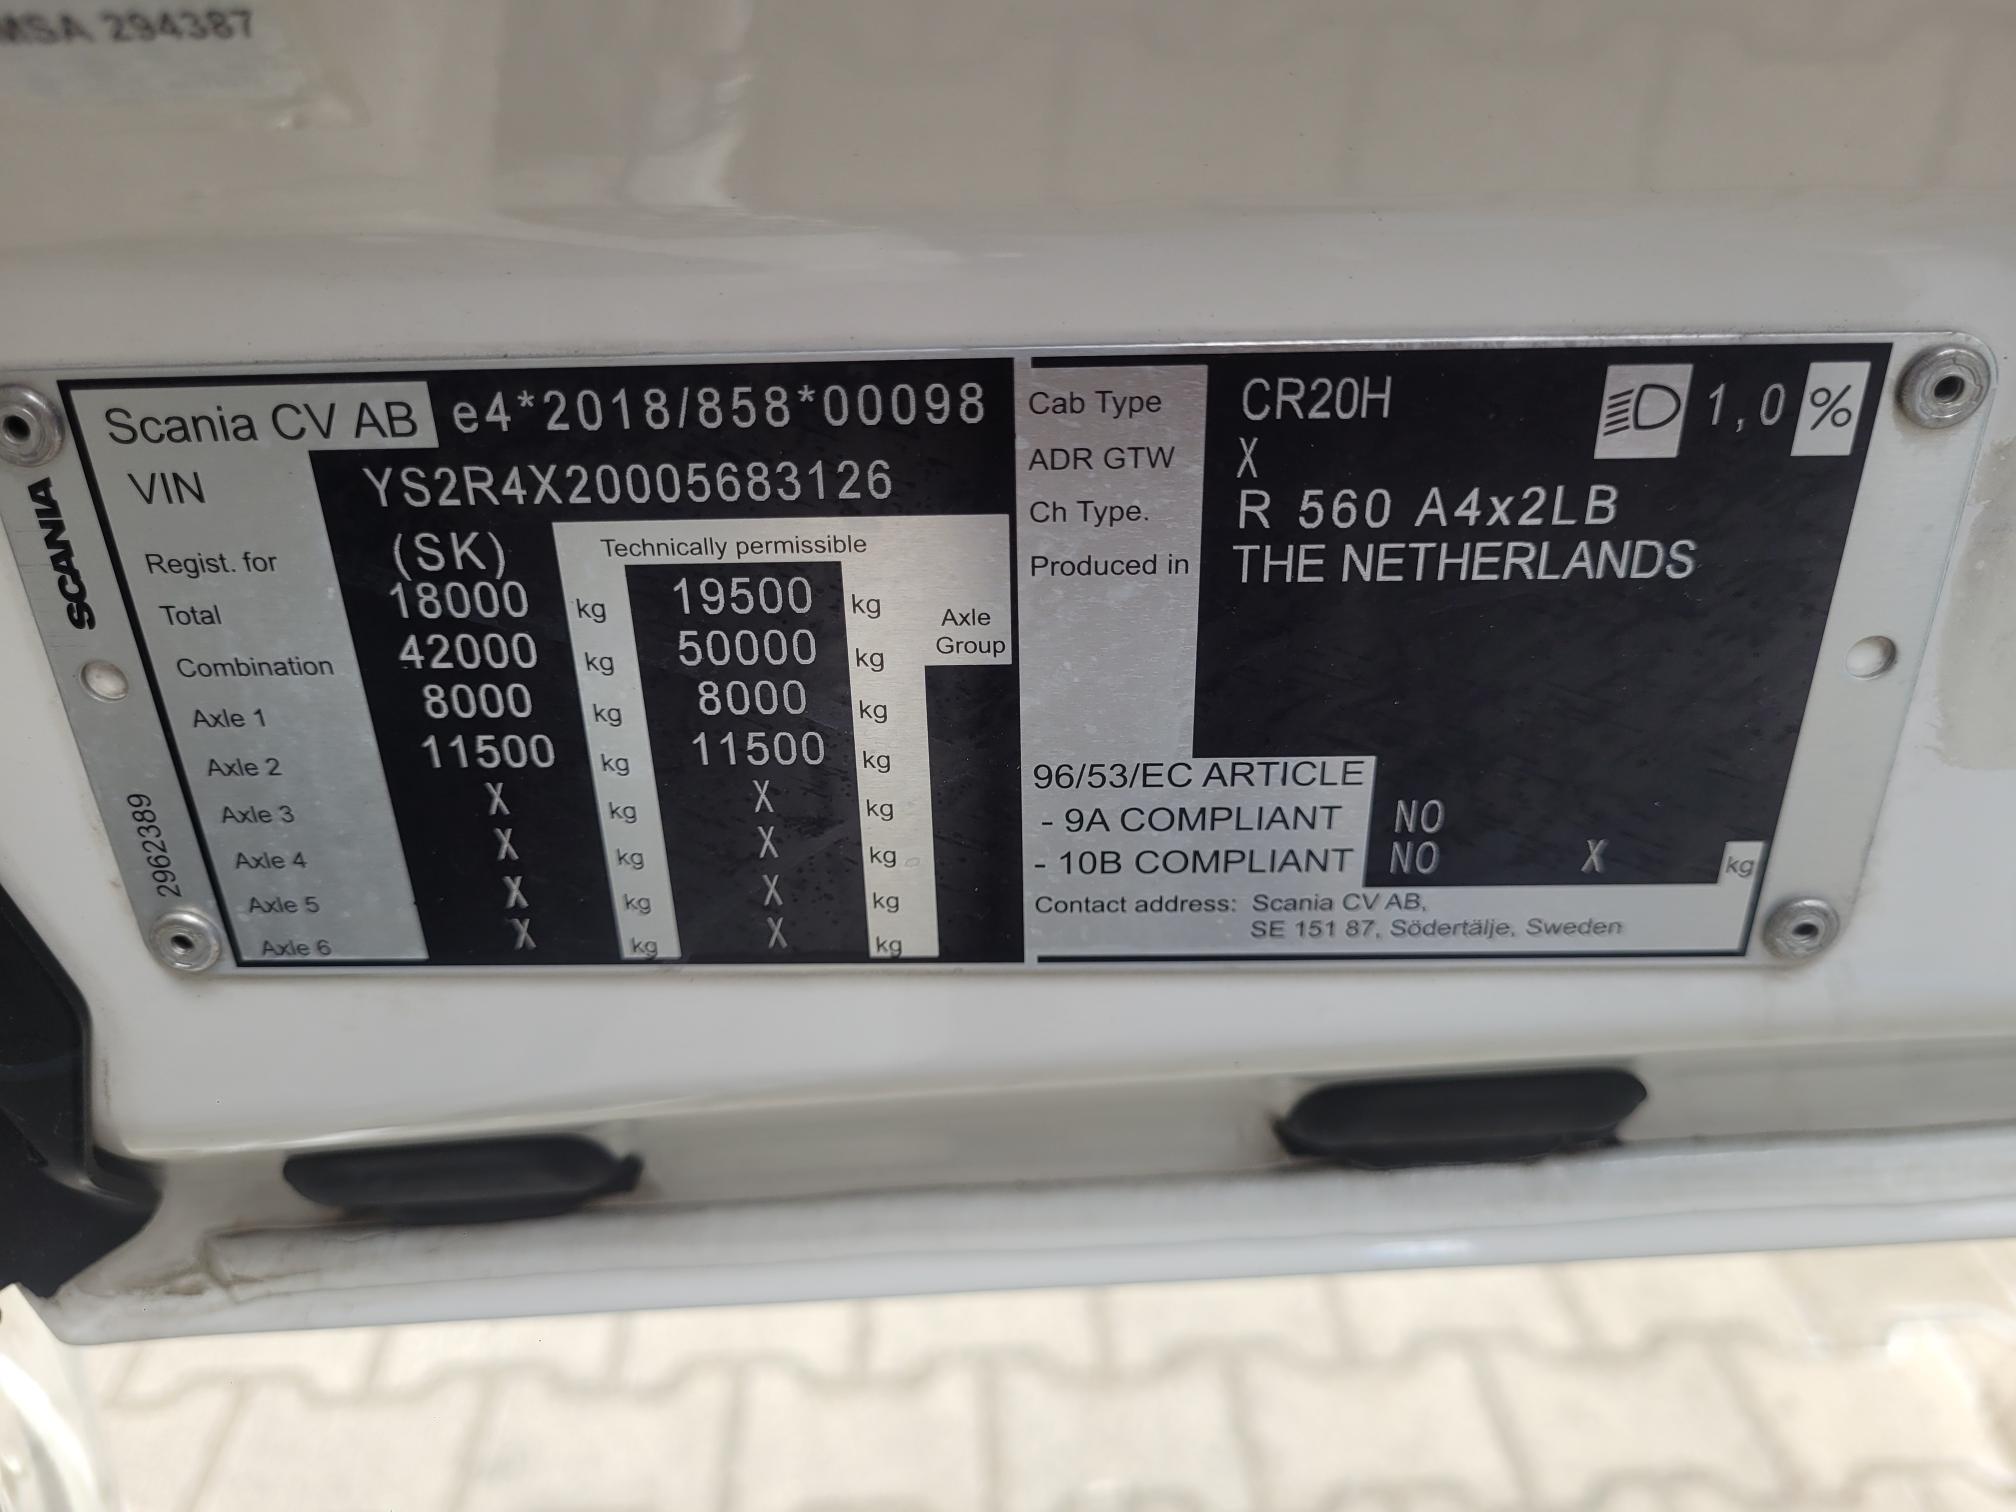 MSA 294387
Scania CV AB e4*2018/858*00098
VIN YS2R4X20005683126
Regist. for (SK)
Technically permissible
Total 18000 kg 19500 kg
Axle
Group
Combination 42000 kg 50000 kg
Axle 1 8000 kg 8000 kg
Axle 2 11500 kg 11500 kg
Axle 3 X kg X kg
Axle 4 X kg X kg
Axle 5 X kg X kg
Axle 6 X kg X kg
SCANIA
2962389
Cab Type CR20H 1,0 %
ADR GTW X
Ch Type. R 560 A4x2LB
Produced in THE NETHERLANDS
96/53/EC ARTICLE
- 9A COMPLIANT NO
- 10B COMPLIANT NO X kg
Contact address: Scania CV AB,
SE 151 87, Södertälje, Sweden